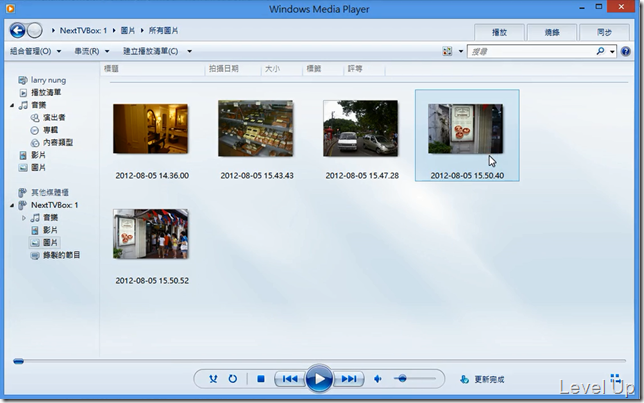 Windows Media Player
NextTVBox: 1 ▸ 圖片 ▸ 所有圖片
播放
燒錄
同步
組合管理(O)
串流(R)
建立播放清單(C)
搜尋
標題
拍攝日期
大小
標籤
評等
larry nung
播放清單
音樂
演出者
專輯
內容類型
影片
圖片
其他媒體櫃
NextTVBox: 1
音樂
影片
圖片
錄製的節目
2012-08-05 14.36.00
2012-08-05 15.43.43
2012-08-05 15.47.28
2012-08-05 15.50.40
2012-08-05 15.50.52
更新完成
Level Up